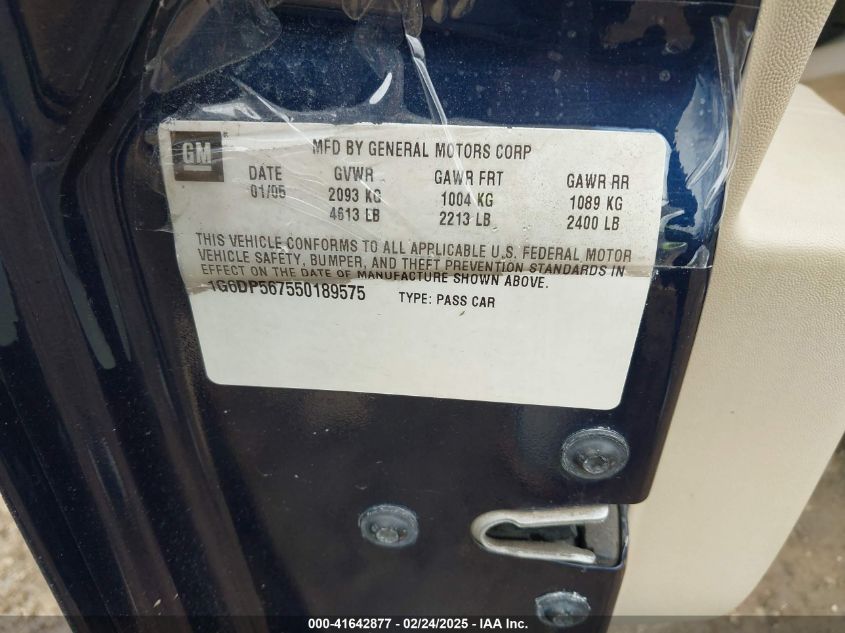 GM
MFD BY GENERAL MOTORS CORP
DATE GVWR GAWR FRT GAWR RR
01/05 2093 KG 1004 KG 1089 KG
4613 LB 2213 LB 2400 LB
THIS VEHICLE CONFORMS TO ALL APPLICABLE U.S. FEDERAL MOTOR
VEHICLE SAFETY, BUMPER, AND THEFT PREVENTION STANDARDS IN
EFFECT ON THE DATE OF MANUFACTURE SHOWN ABOVE.
1G6DP567550189575 TYPE: PASS CAR
000-41642877 - 02/24/2025 - IAA Inc.